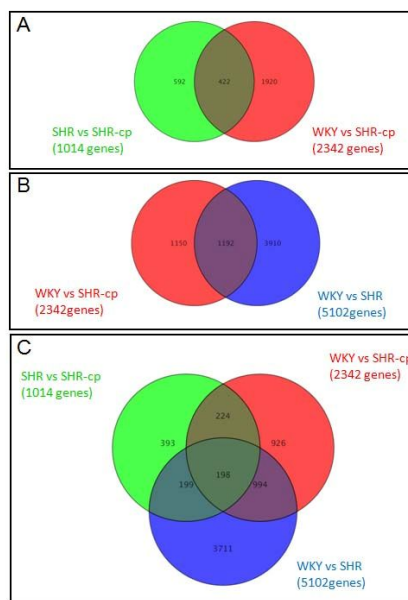 A
592
422
1920
SHR vs SHR-cp
(1014 genes)
WKY vs SHR-cp
(2342 genes)
B
1150
1192
3910
WKY vs SHR-cp
(2342genes)
WKY vs SHR
(5102genes)
C
SHR vs SHR-cp
(1014 genes)
WKY vs SHR-cp
(2342 genes)
224
393
926
198
199
994
3711
WKY vs SHR
(5102genes)